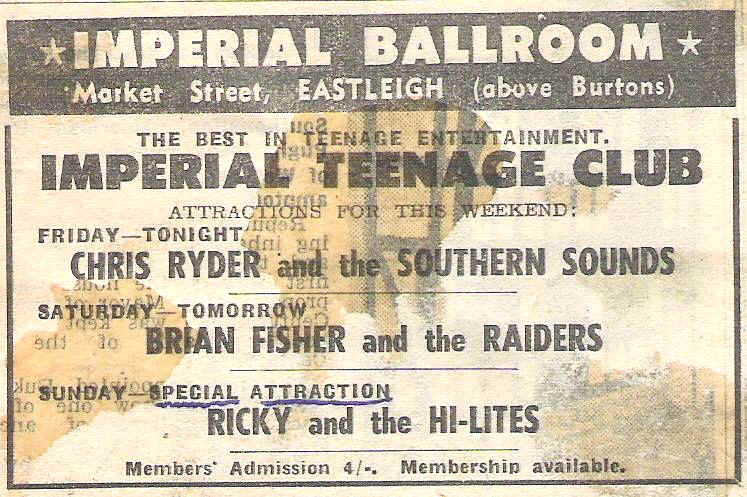 ★ IMPERIAL BALLROOM ★
Market Street, EASTLEIGH (above Burtons)
THE BEST IN TEENAGE ENTERTAINMENT.
IMPERIAL TEENAGE CLUB
ATTRACTIONS FOR THIS WEEKEND:
FRIDAY—TONIGHT
CHRIS RYDER and the SOUTHERN SOUNDS
SATURDAY—TOMORROW
BRIAN FISHER and the RAIDERS
SUNDAY—SPECIAL ATTRACTION
RICKY and the HI-LITES
Members' Admission 4/-. Membership available.